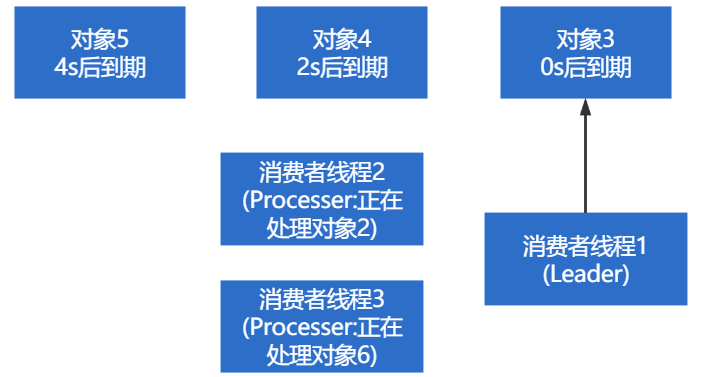 对象5
4s后到期
对象4
2s后到期
对象3
0s后到期
消费者线程2
(Processer:正在
处理对象2)
消费者线程1
(Leader)
消费者线程3
(Processer:正在
处理对象6)